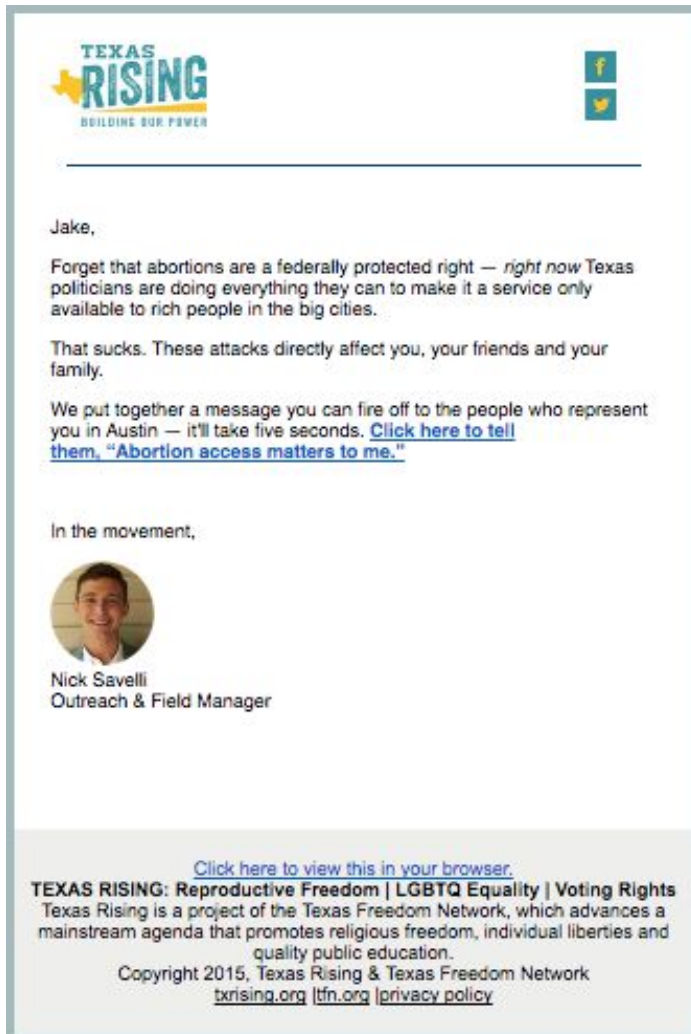 TEXAS
RISING
BUILDING OUR POWER
Jake,
Forget that abortions are a federally protected right — right now Texas
politicians are doing everything they can to make it a service only
available to rich people in the big cities.
That sucks. These attacks directly affect you, your friends and your
family.
We put together a message you can fire off to the people who represent
you in Austin — it'll take five seconds. Click here to tell
them, “Abortion access matters to me.”
In the movement,
Nick Savelli
Outreach & Field Manager
Click here to view this in your browser.
TEXAS RISING: Reproductive Freedom | LGBTQ Equality | Voting Rights
Texas Rising is a project of the Texas Freedom Network, which advances a
mainstream agenda that promotes religious freedom, individual liberties and
quality public education.
Copyright 2015, Texas Rising & Texas Freedom Network
txrising.org |tfn.org |privacy policy